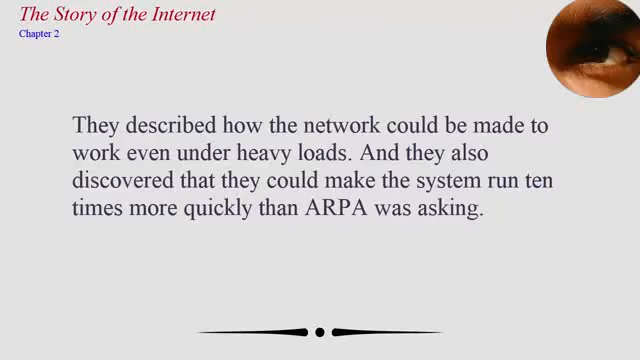 The Story of the Internet
Chapter 2
They described how the network could be made to
work even under heavy loads. And they also
discovered that they could make the system run ten
times more quickly than ARPA was asking.